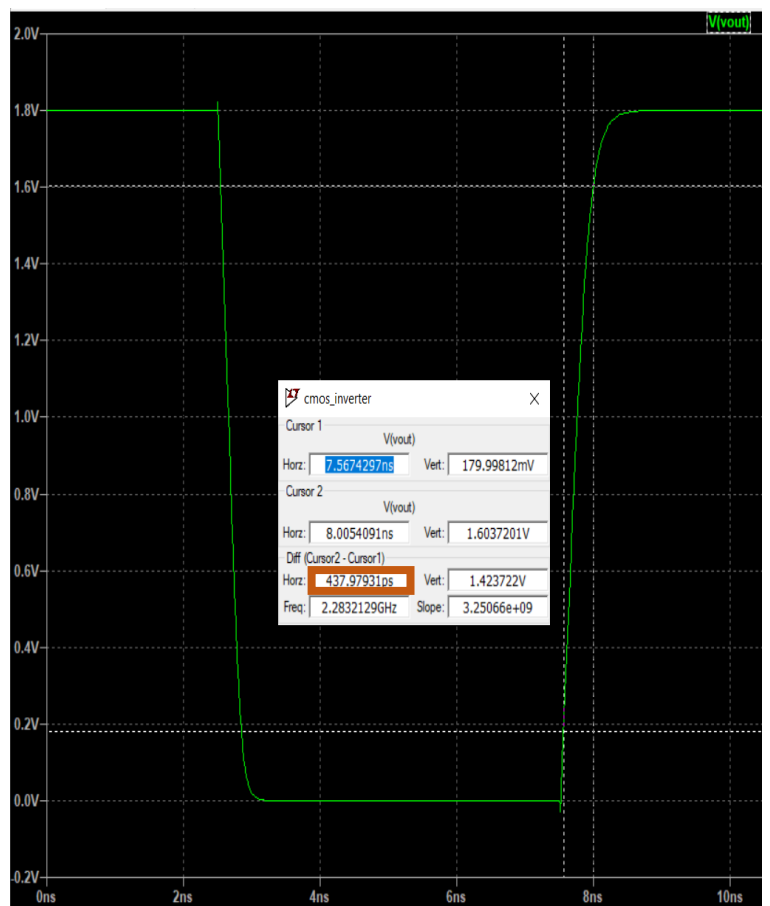 V(vout)
2.0V
1.8V
1.6V
1.4V
1.2V
1.0V
0.8V
0.6V
0.4V
0.2V
0.0V
-0.2V
0ns 2ns 4ns 6ns 8ns 10ns
17 cmos_inverter X
Cursor 1
V(vout)
Horz: 7.5674297ns Vert: 179.99812mV
Cursor 2
V(vout)
Horz: 8.0054091ns Vert: 1.6037201V
Diff (Cursor2 - Cursor1)
Horz: 437.97931ps Vert: 1.423722V
Freq: 2.2832129GHz Slope: 3.25066e+09